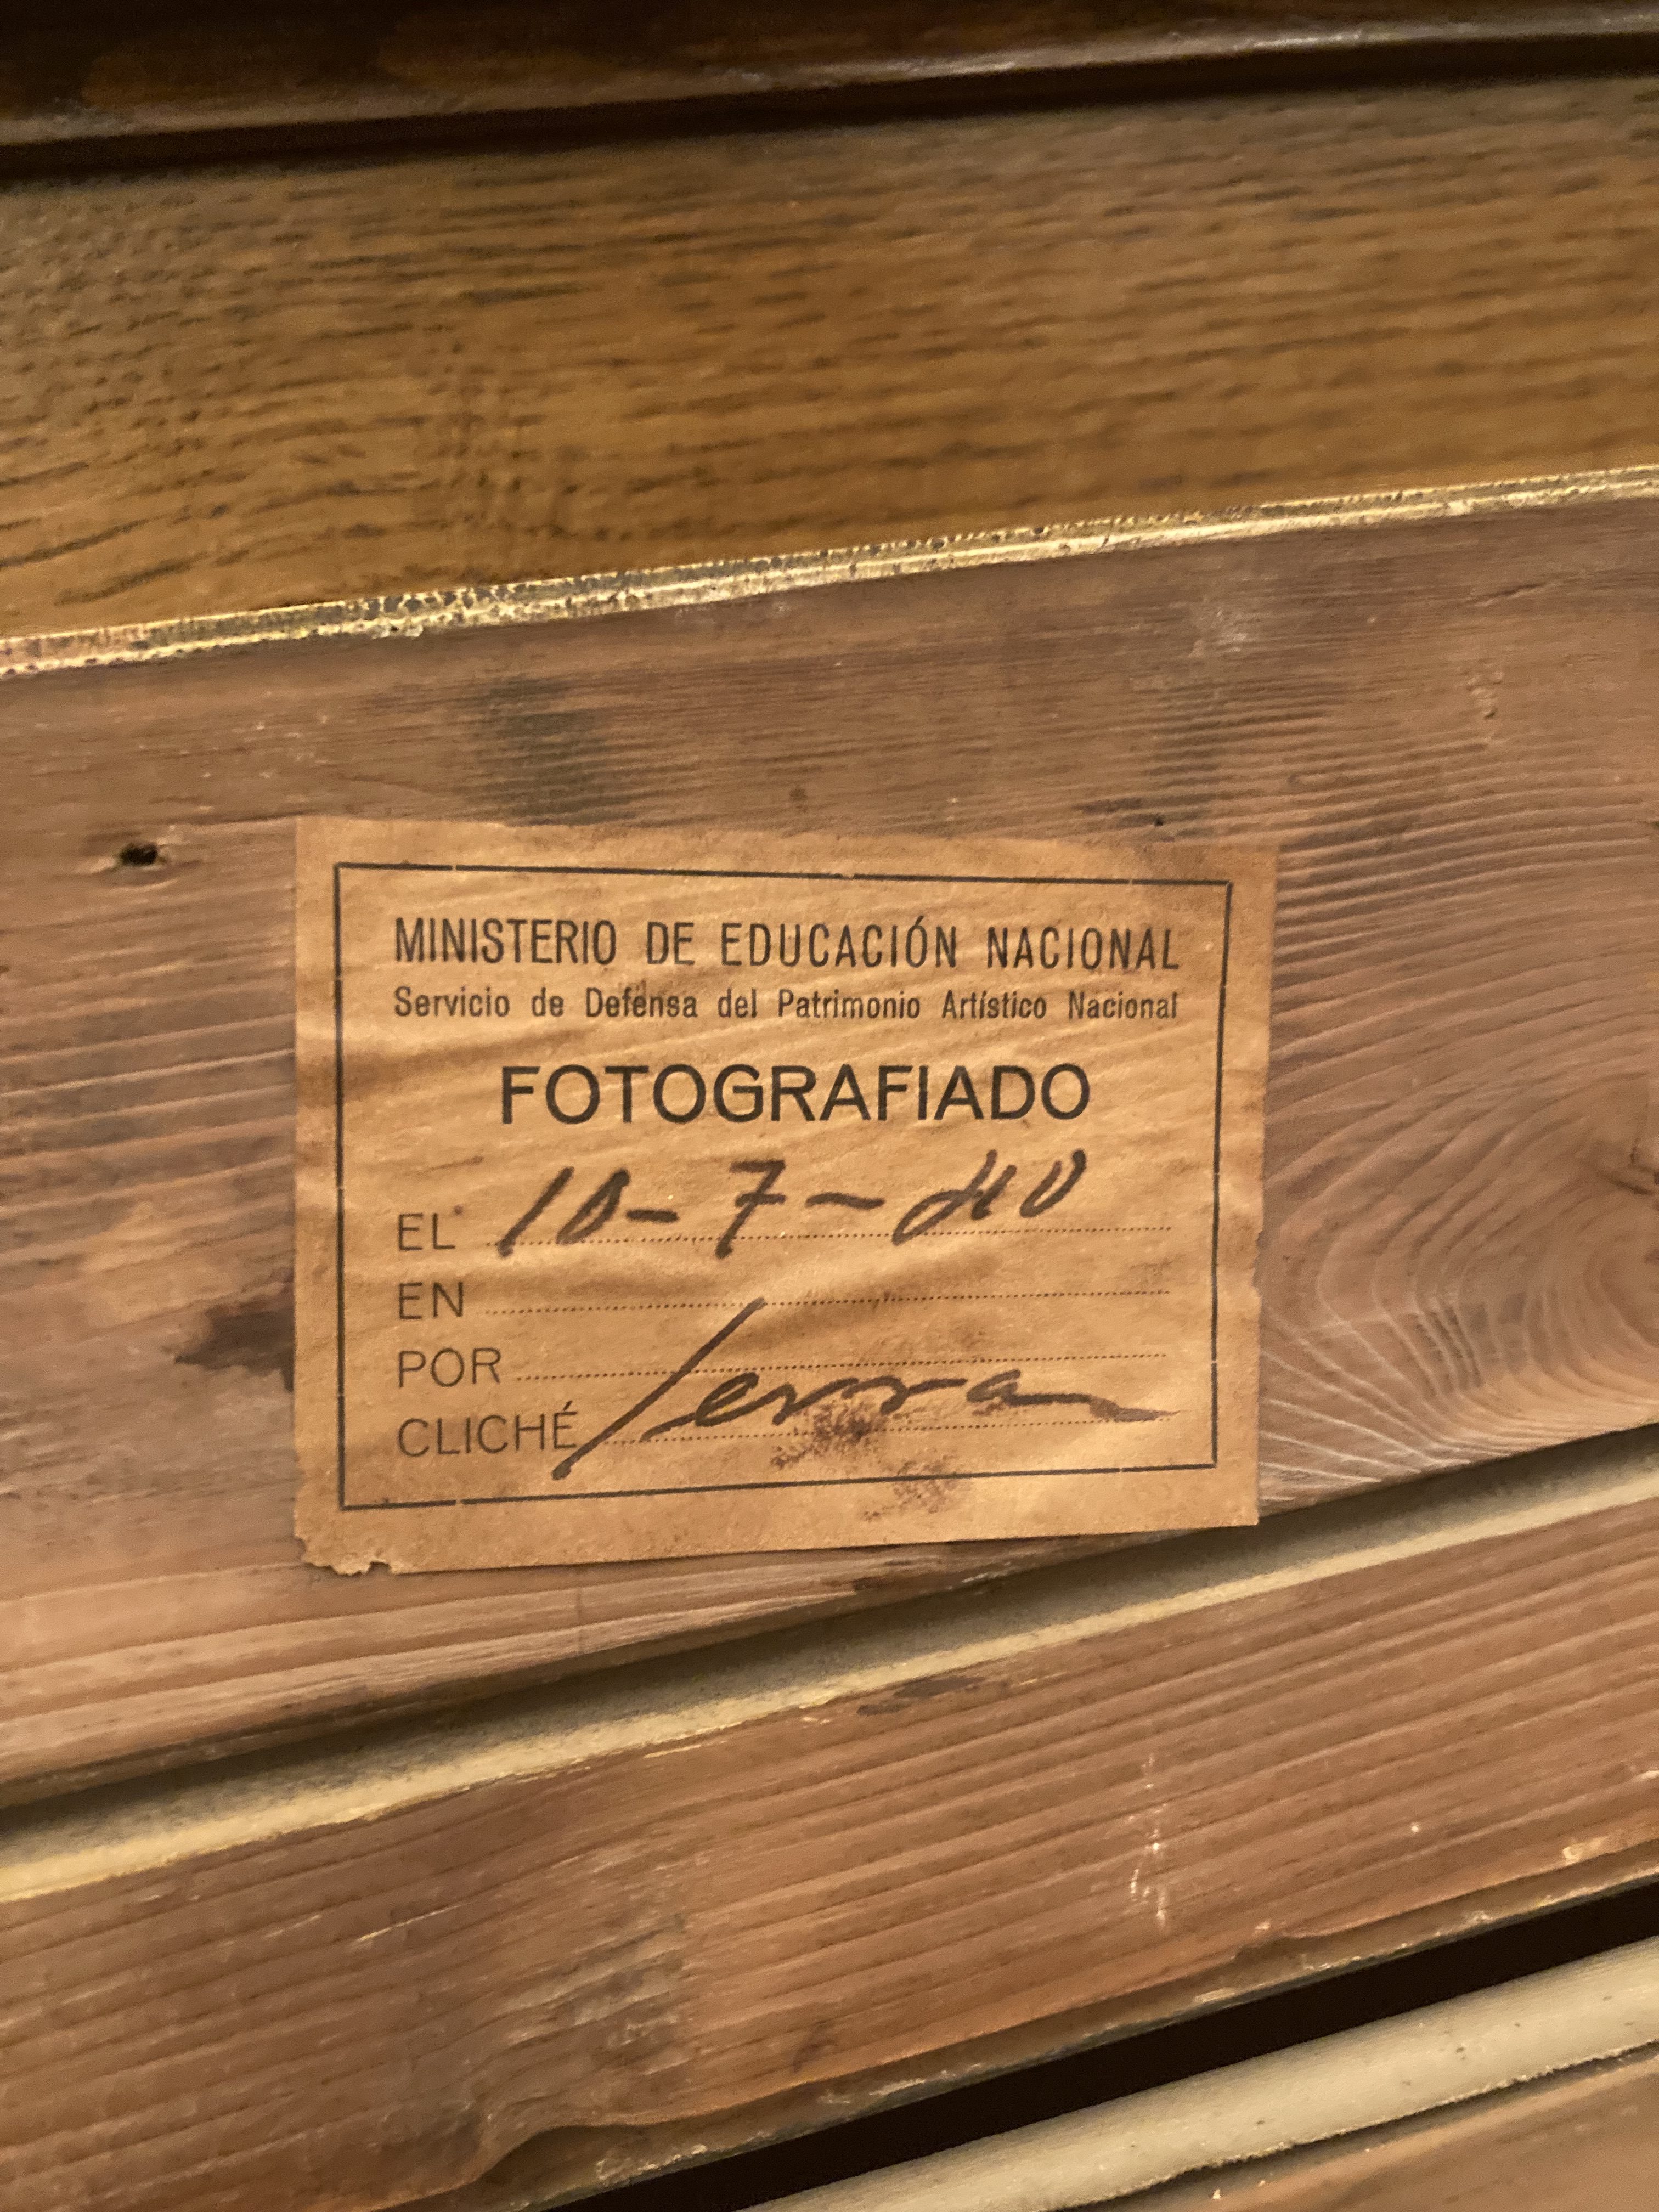 MINISTERIO DE EDUCACIÓN NACIONAL
Servicio de Defensa del Patrimonio Artístico Nacional
FOTOGRAFIADO
EL 10-7-40
EN
POR
CLICHÉ Serra